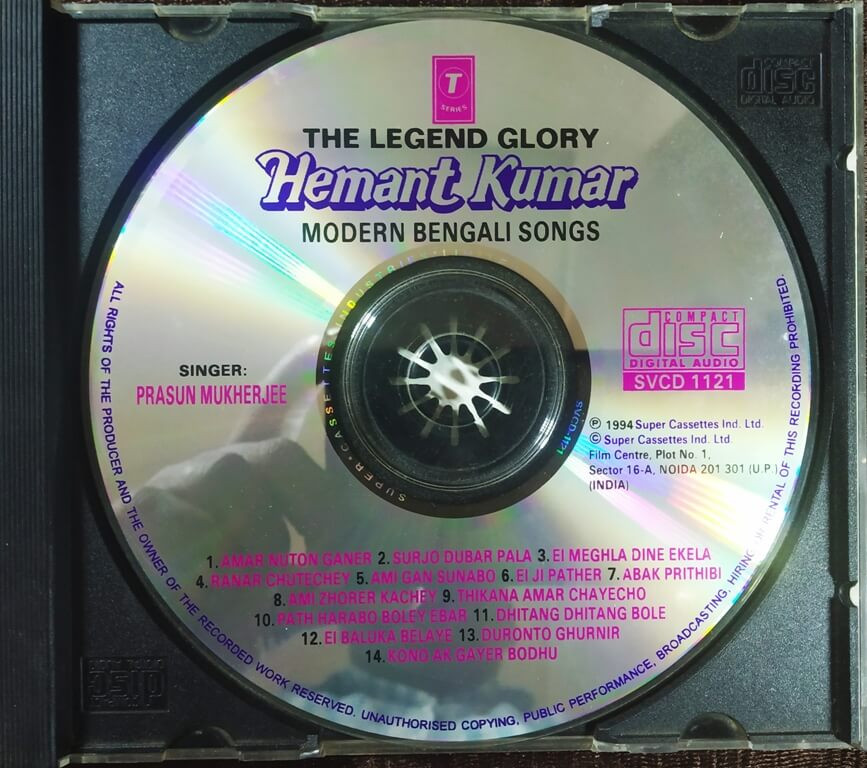 T
SERIES
COMPACT
disc
DIGITAL AUDIO
THE LEGEND GLORY
Hemant Kumar
MODERN BENGALI SONGS
SINGER:
PRASUN MUKHERJEE
COMPACT
disc
DIGITAL AUDIO
SVCD 1121
℗ 1994 Super Cassettes Ind. Ltd.
© Super Cassettes Ind. Ltd.
Film Centre, Plot No. 1,
Sector 16-A, NOIDA 201 301 (U.P.)
(INDIA)
SUPER•CASSETTES INDUSTRIES
SVCD-1121
1. AMAR NUTON GANER 2. SURJO DUBAR PALA 3. EI MEGHLA DINE EKELA
4. RANAR CHUTECHEY 5. AMI GAN SUNABO 6. EI JI PATHER 7. ABAK PRITHIBI
8. AMI ZHORER KACHEY 9. THIKANA AMAR CHAYECHO
10. PATH HARABO BOLEY EBAR 11. DHITANG DHITANG BOLE
12. EI BALUKA BELAYE 13. DURONTO GHURNIR
14. KONO AK GAYER BODHU
ALL RIGHTS OF THE PRODUCER AND THE OWNER OF THE RECORDED WORK RESERVED. UNAUTHORISED COPYING, PUBLIC PERFORMANCE, BROADCASTING, HIRING OR RENTAL OF THIS RECORDING PROHIBITED.
disc